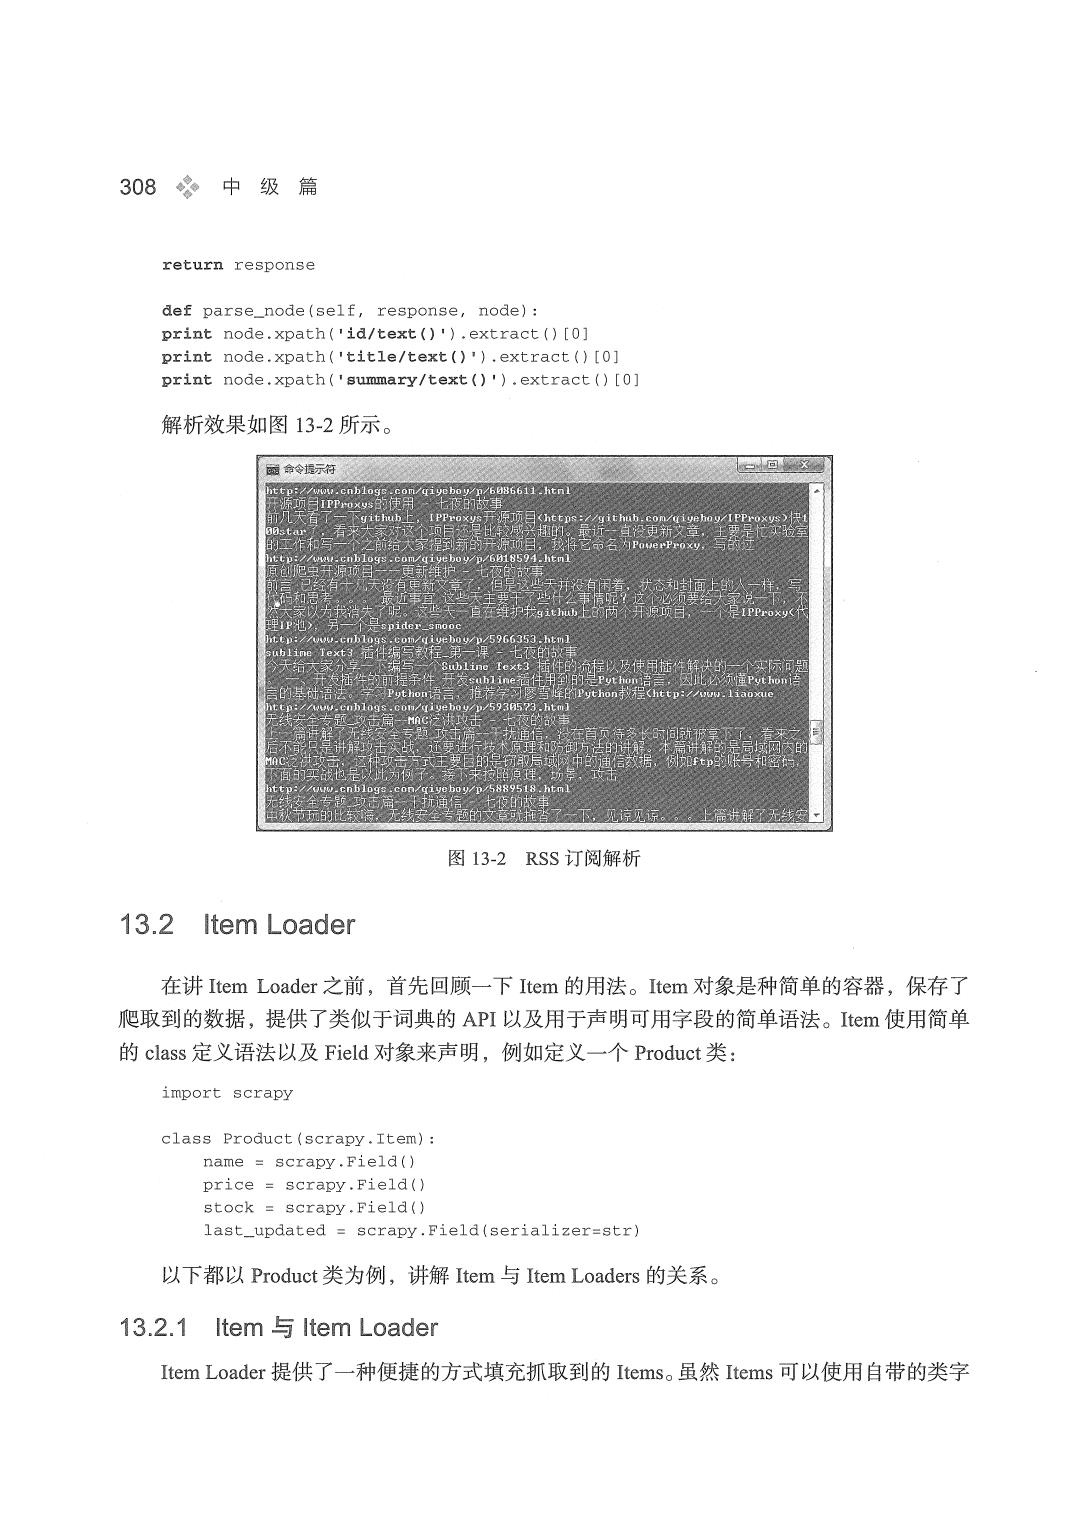 308 中 级 篇
return response
def parse_node(self, response, node):
print node.xpath('id/text()').extract()[0]
print node.xpath('title/text()').extract()[0]
print node.xpath('summary/text()').extract()[0]
解析效果如图 13-2 所示。
命令提示符
http://www.cnblogs.com/qiyeboy/p/6086611.html
开源项目IPProxys的使用 - 七夜的故事
前几天看了一下github上，IPProxys开源项目(https://github.com/qiyeboy/IPProxys)快1
00star了，看来大家对这个项目还是比较感兴趣的。最近一直没更新文章，主要是忙实验室
的工作和写一个之前给大家提到新的开源项目，我将它命名为PowerProxy，与的过
http://www.cnblogs.com/qiyeboy/p/6018594.html
原创爬虫开源项目---更新维护 - 七夜的故事
前言 已经有十几天没有更新文章了，但是这些天并没有闲着，状态和封面上的人一样，写
代码和思考 最近事宜 这些天主要干了些什么事情呢？这个必须要给大家说一下，不
然大家以为我消失了呢。这些天一直在维护我github上的两个开源项目，一个是IPProxy(代
理IP池)，另一个是spider_smooc
http://www.cnblogs.com/qiyeboy/p/5966353.html
sublime Text3 插件编写教程_第一课 - 七夜的故事
今天给大家分享一下编写一个Sublime Text3 插件的流程以及使用插件解决的一个实际问题
一、开发插件的前提条件 开发sublime插件用到的是Python语言，因此必须懂Python语
言的基础语法。学习Python语言，推荐学习廖雪峰的Python教程(http://www.liaoxue
http://www.cnblogs.com/qiyeboy/p/5930573.html
无线安全专题_攻击篇--MAC泛洪攻击 - 七夜的故事
上一篇讲解了无线安全专题_攻击篇--干扰通信，没在首页待多长时间就被拿下了，看来之
后不能只是讲解攻击实战，还要进行技术原理和防御方法的讲解。本篇讲解的是局域网内的
MAC泛洪攻击，这种攻击方式主要目的是窃取局域网中的通信数据，例如ftp的账号和密码，
下面的实战也是以此为例子。接下来按照原理，场景，攻击
http://www.cnblogs.com/qiyeboy/p/5889518.html
无线安全专题_攻击篇--干扰通信 - 七夜的故事
中秋节玩的比较嗨，无线安全专题的文章就拖沓了一下，见谅见谅。。。上篇讲解了无线安
图 13-2 RSS 订阅解析
13.2 Item Loader
在讲 Item Loader 之前，首先回顾一下 Item 的用法。Item 对象是种简单的容器，保存了
爬取到的数据，提供了类似于词典的 API 以及用于声明可用字段的简单语法。Item 使用简单
的 class 定义语法以及 Field 对象来声明，例如定义一个 Product 类：
import scrapy
class Product(scrapy.Item):
name = scrapy.Field()
price = scrapy.Field()
stock = scrapy.Field()
last_updated = scrapy.Field(serializer=str)
以下都以 Product 类为例，讲解 Item 与 Item Loaders 的关系。
13.2.1 Item 与 Item Loader
Item Loader 提供了一种便捷的方式填充抓取到的 Items。虽然 Items 可以使用自带的类字